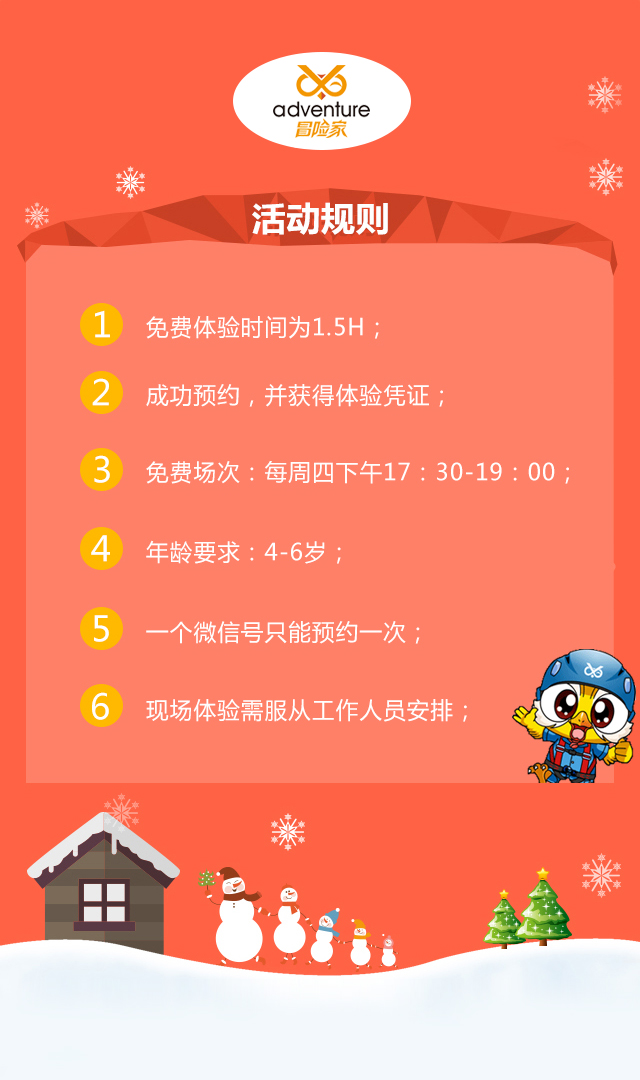 adventure
冒险家
活动规则
1 免费体验时间为1.5H；
2 成功预约，并获得体验凭证；
3 免费场次：每周四下午17：30-19：00；
4 年龄要求：4-6岁；
5 一个微信号只能预约一次；
6 现场体验需服从工作人员安排；